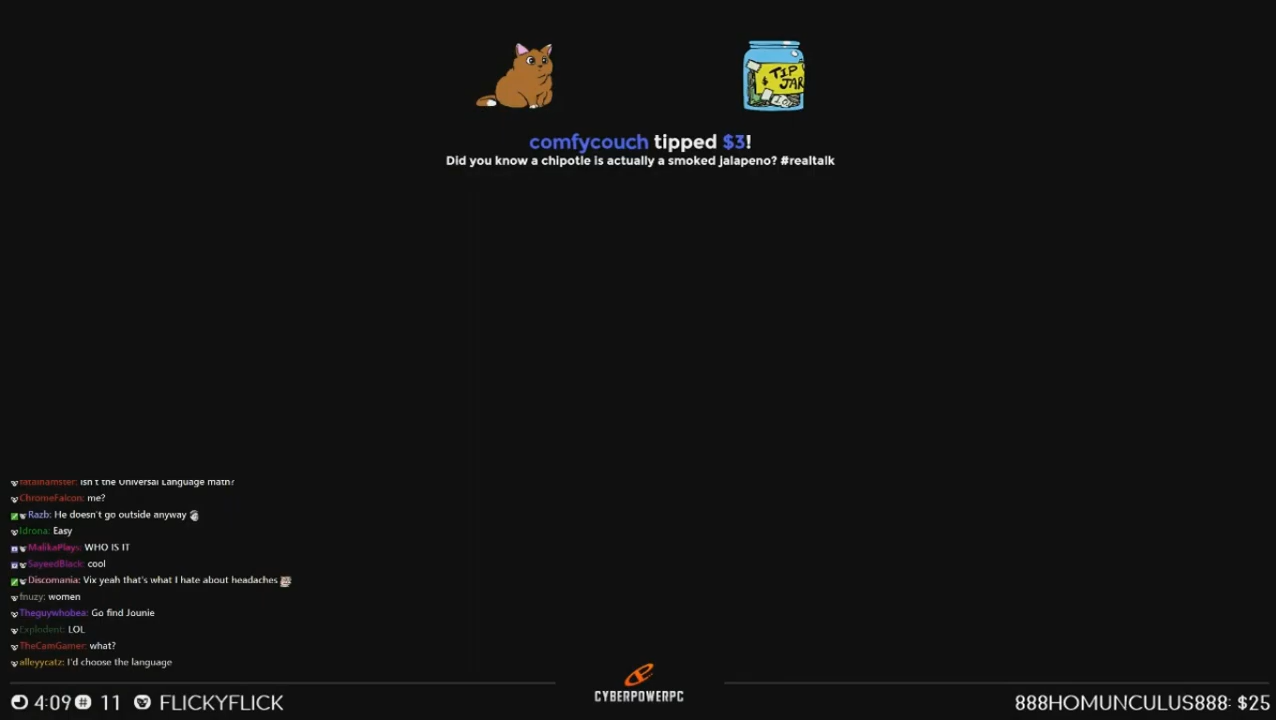 TIP JAR
comfycouch tipped $3!
Did you know a chipotle is actually a smoked jalapeno? #realtalk
fatalhamster: isn't the Universal Language math?
ChromeFalcon: me?
Razb: He doesn't go outside anyway
Idrona: Easy
MalikaPlays: WHO IS IT
SayeedBlack: cool
Discomania: Vix yeah that's what I hate about headaches
fnuzy: women
Theguywhobea: Go find Jounie
Explodent: LOL
TheCamGamer: what?
alleyycatz: I'd choose the language
CYBERPOWERPC
4:09 # 11 FLICKYFLICK
888HOMUNCULUS888: $25